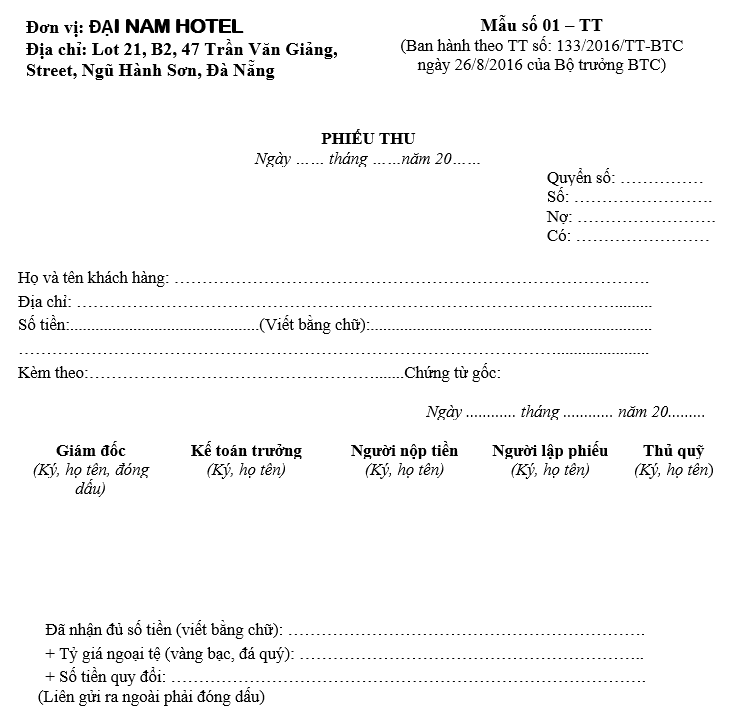 Đơn vị: ĐẠI NAM HOTEL
Địa chỉ: Lot 21, B2, 47 Trần Văn Giảng,
Street, Ngũ Hành Sơn, Đà Nẵng
Mẫu số 01 – TT
(Ban hành theo TT số: 133/2016/TT-BTC
ngày 26/8/2016 của Bộ trưởng BTC)
PHIẾU THU
Ngày …… tháng ……năm 20……
Quyển số: ……………
Số: …………………….
Nợ: …………………….
Có: ……………………
Họ và tên khách hàng: …………………………………………………………………………….
Địa chỉ: ………………………………………………………………………………………..........
Số tiền:.............................................(Viết bằng chữ):...................................................................
……………………………………………………………………………………….......................
Kèm theo:……………………………………………….......Chứng từ gốc:
Ngày ............ tháng ............ năm 20.........
Giám đốc Kế toán trưởng Người nộp tiền Người lập phiếu Thủ quỹ
(Ký, họ tên, đóng (Ký, họ tên) (Ký, họ tên) (Ký, họ tên) (Ký, họ tên)
dấu)
Đã nhận đủ số tiền (viết bằng chữ): ………………………………………………………….
+ Tỷ giá ngoại tệ (vàng bạc, đá quý): ………………………………………………………..
+ Số tiền quy đổi: …………………………………………………………………………….
(Liên gửi ra ngoài phải đóng dấu)